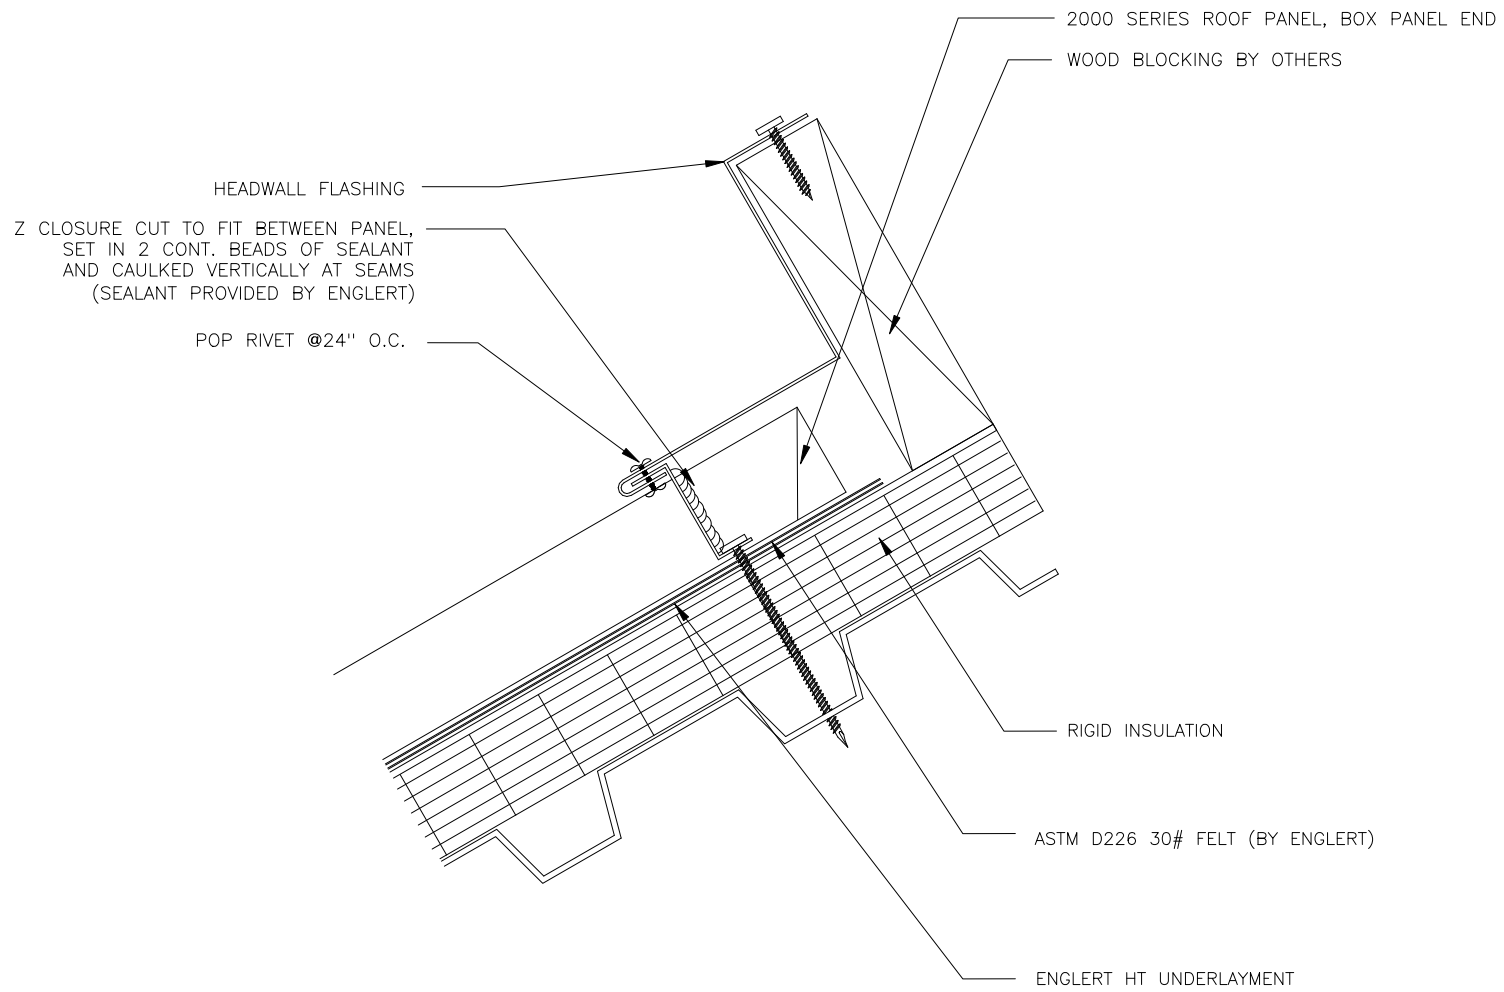 2000 SERIES ROOF PANEL, BOX PANEL END
WOOD BLOCKING BY OTHERS
HEADWALL FLASHING
Z CLOSURE CUT TO FIT BETWEEN PANEL,
SET IN 2 CONT. BEADS OF SEALANT
AND CAULKED VERTICALLY AT SEAMS
(SEALANT PROVIDED BY ENGLERT)
POP RIVET @24" O.C.
RIGID INSULATION
ASTM D226 30# FELT (BY ENGLERT)
ENGLERT HT UNDERLAYMENT